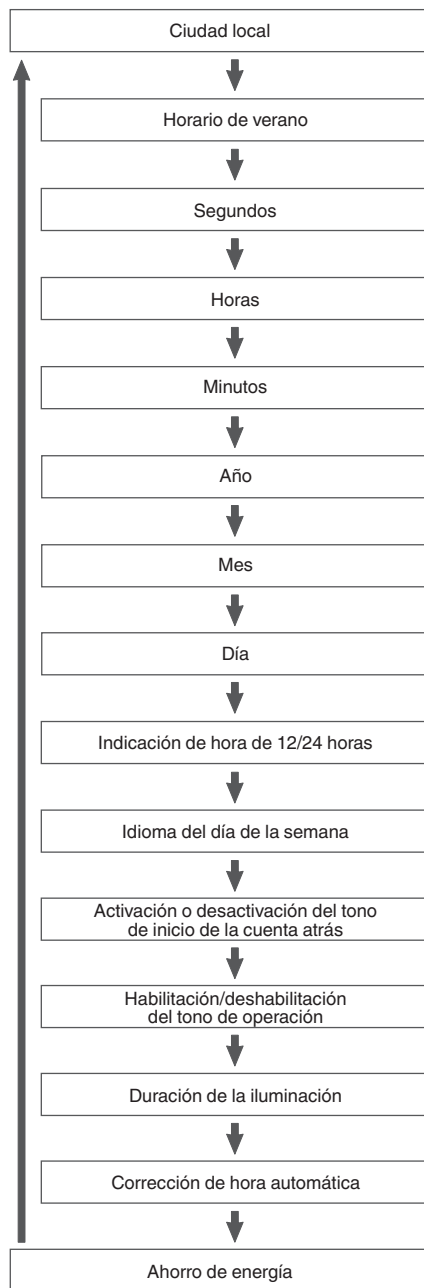 Ciudad local
Horario de verano
Segundos
Horas
Minutos
Año
Mes
Día
Indicación de hora de 12/24 horas
Idioma del día de la semana
Activación o desactivación del tono
de inicio de la cuenta atrás
Habilitación/deshabilitación
del tono de operación
Duración de la iluminación
Corrección de hora automática
Ahorro de energía